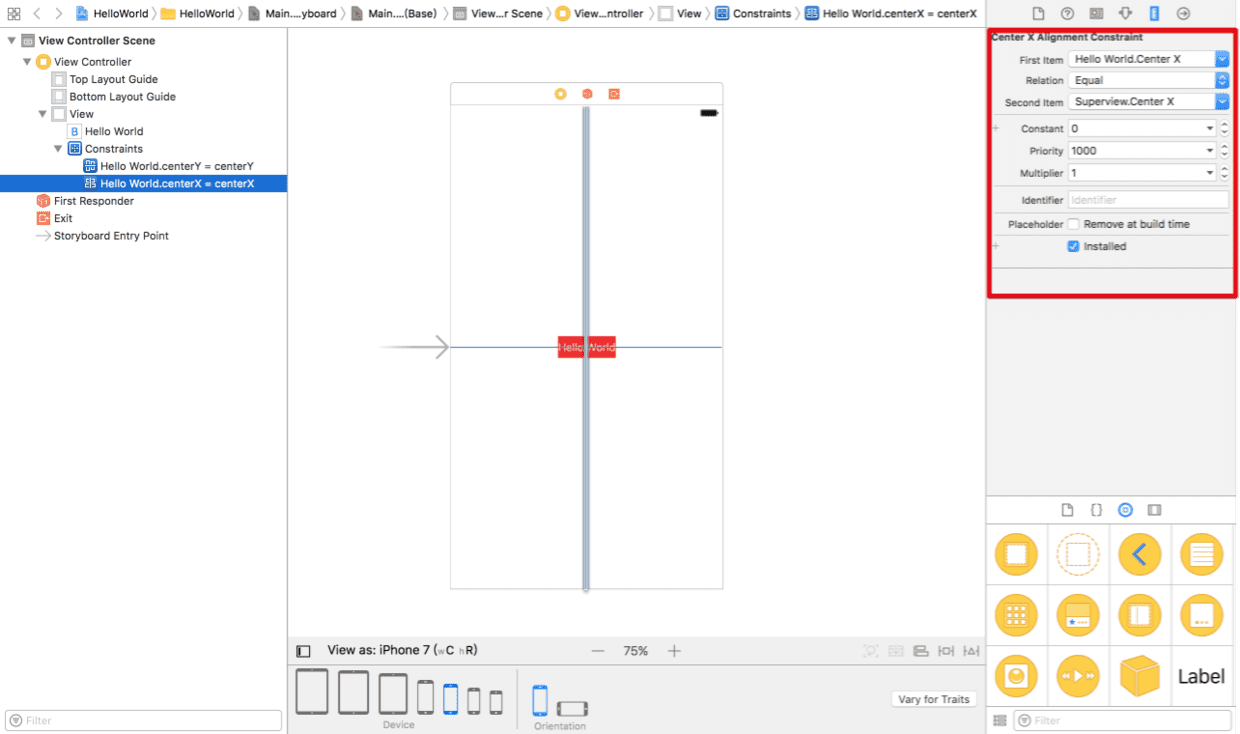 HelloWorld HelloWorld Main....yboard Main....(Base) View...r Scene View...ntroller View Constraints Hello World.centerX = centerX
View Controller Scene
View Controller
Top Layout Guide
Bottom Layout Guide
View
B Hello World
Constraints
Hello World.centerY = centerY
Hello World.centerX = centerX
First Responder
Exit
Storyboard Entry Point
Filter
Hello World
View as: iPhone 7 (wC hR)
— 75% +
Device
Orientation
Vary for Traits
Center X Alignment Constraint
First Item Hello World.Center X
Relation Equal
Second Item Superview.Center X
+ Constant 0
Priority 1000
Multiplier 1
Identifier Identifier
Placeholder Remove at build time
+ Installed
{}
Label
Filter